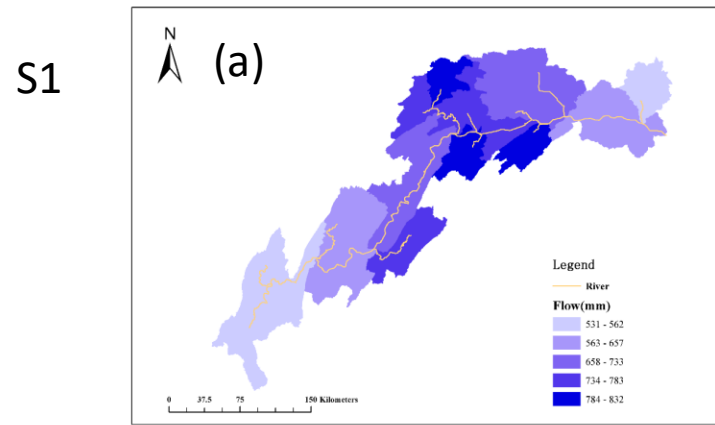 S1
N
(a)
Legend
River
Flow(mm)
531 - 562
563 - 657
658 - 733
734 - 783
784 - 832
0 37.5 75 150 Kilometers